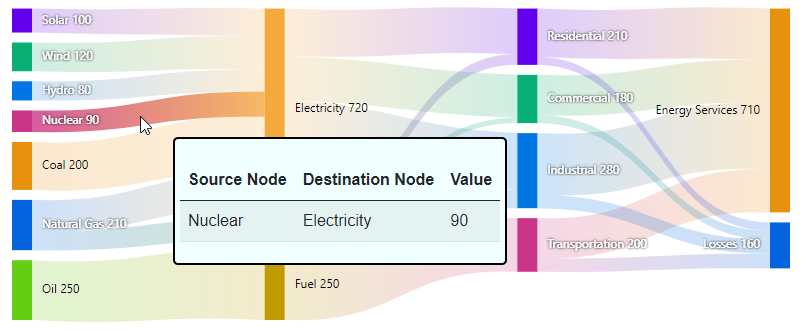 Solar 100
Wind 120
Hydro 80
Nuclear 90
Coal 200
Natural Gas 210
Oil 250
Electricity 720
Fuel 250
Residential 210
Commercial 180
Industrial 280
Transportation 200
Energy Services 710
Losses 160
Source Node Destination Node Value
Nuclear Electricity 90